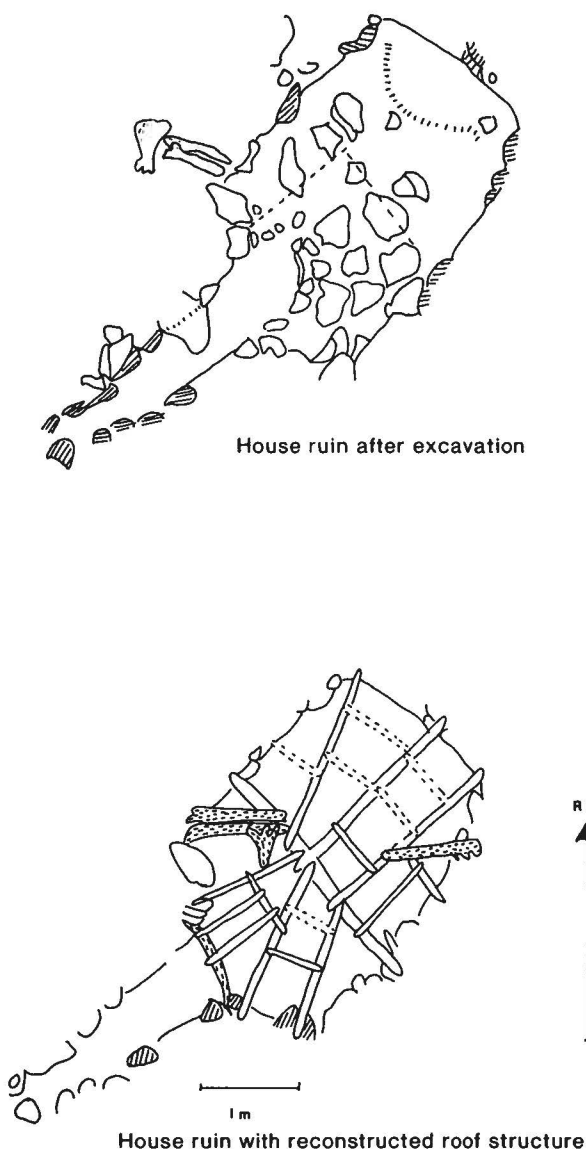 House ruin after excavation
R
1 m
House ruin with reconstructed roof structure